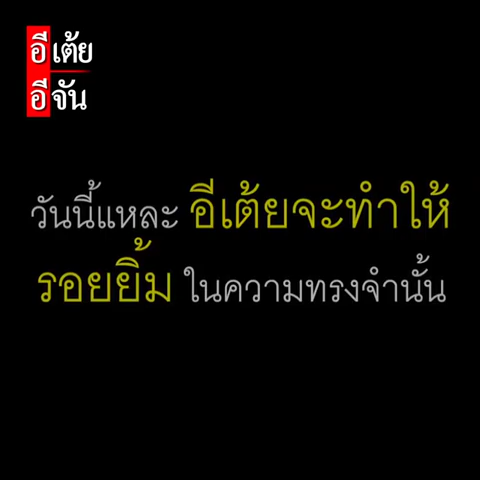 อีเต้ย
อีจัน
วันนี้แหละ อีเต้ยจะทำให้
รอยยิ้ม ในความทรงจำนั้น